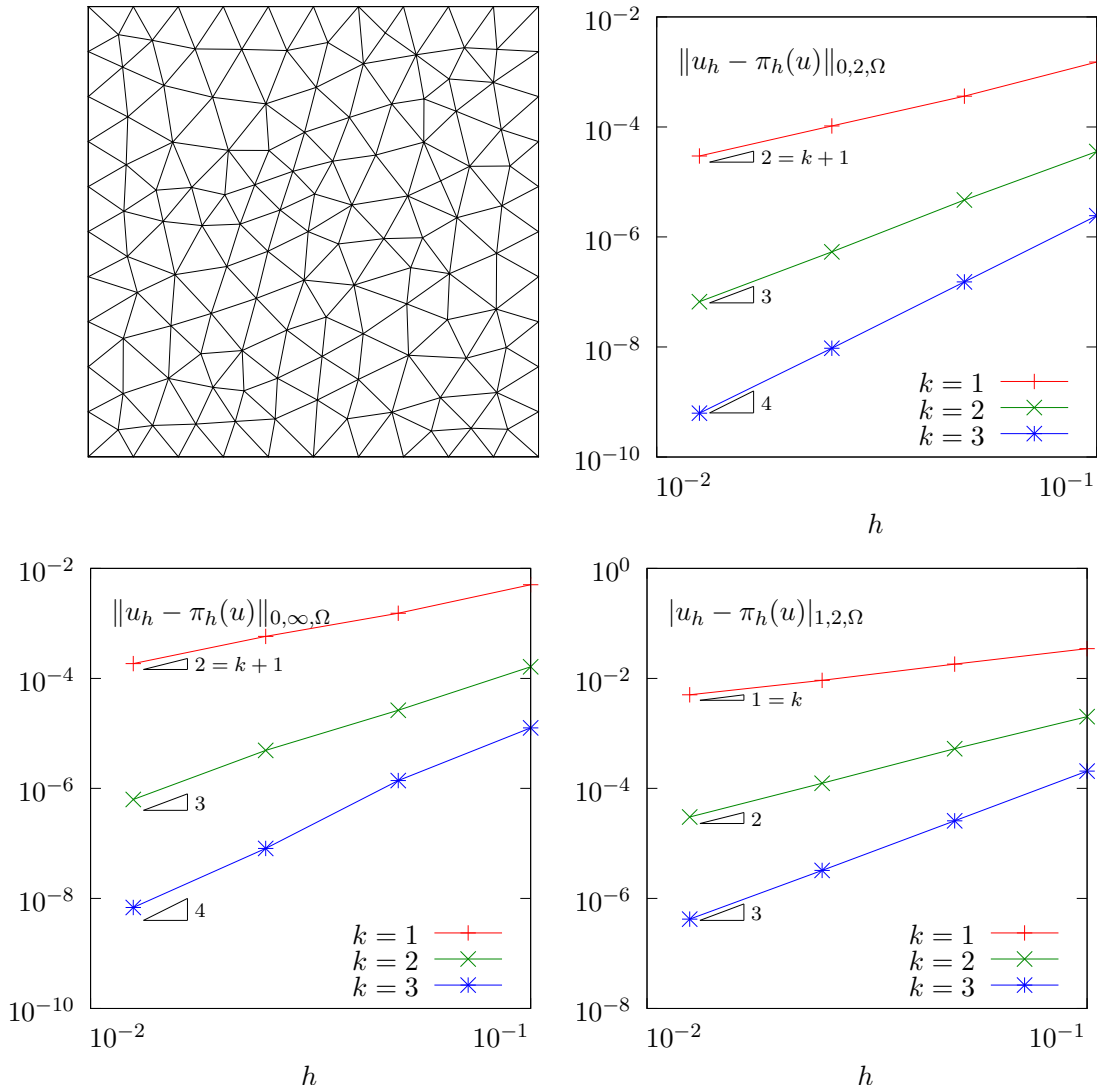 10⁻²
‖u_h − π_h(u)‖_{0,2,Ω}
10⁻⁴
2 = k + 1
10⁻⁶
3
10⁻⁸
4
k = 1
k = 2
k = 3
10⁻¹⁰
10⁻² 10⁻¹
h
10⁻²
‖u_h − π_h(u)‖_{0,∞,Ω}
2 = k + 1
10⁻⁴
10⁻⁶
3
10⁻⁸
4
k = 1
k = 2
k = 3
10⁻¹⁰
10⁻² 10⁻¹
h
10⁰
|u_h − π_h(u)|_{1,2,Ω}
10⁻²
1 = k
10⁻⁴
2
10⁻⁶
3
k = 1
k = 2
k = 3
10⁻⁸
10⁻² 10⁻¹
h